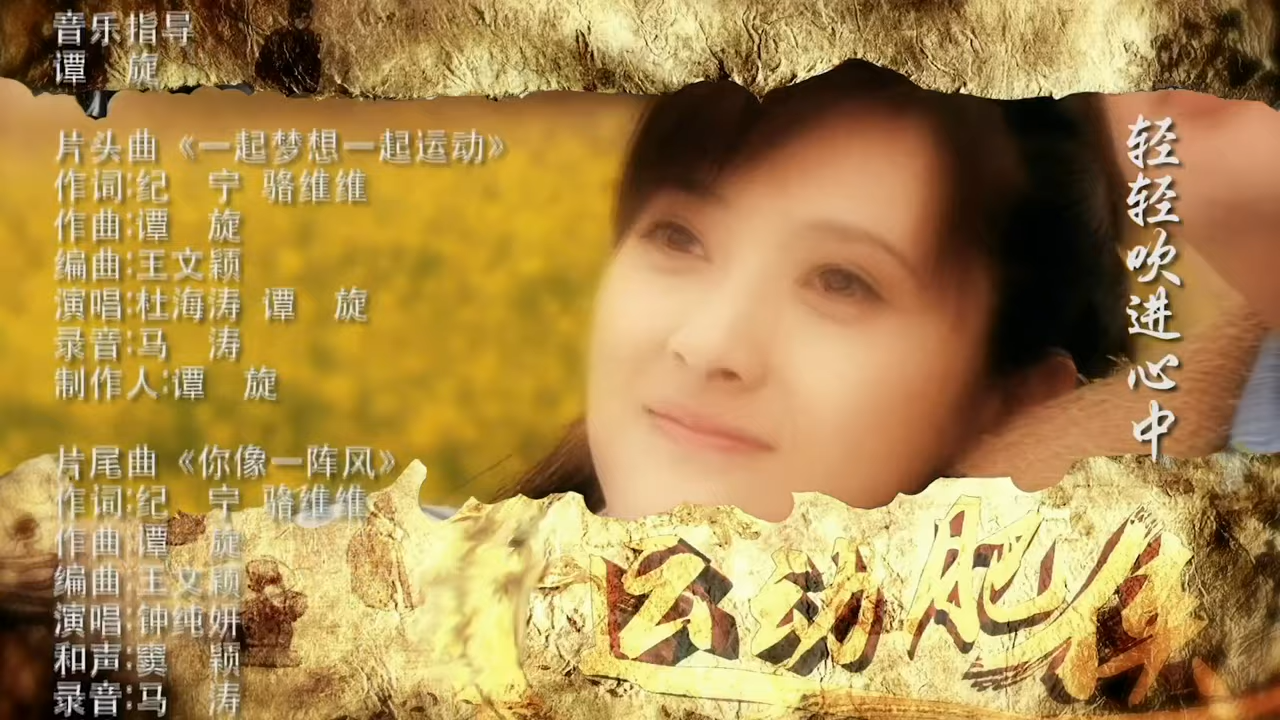 音乐指导
谭 旋
片头曲《一起梦想一起运动》
作词:纪 宁 骆维维
作曲:谭 旋
编曲:王文颖
演唱:杜海涛 谭 旋
录音:马 涛
制作人:谭 旋
片尾曲《你像一阵风》
作词:纪 宁 骆维维
作曲:谭 旋
编曲:王文颖
演唱:钟纯妍
和声:窦 颖
录音:马 涛
轻轻吹进心中
运动肥佳